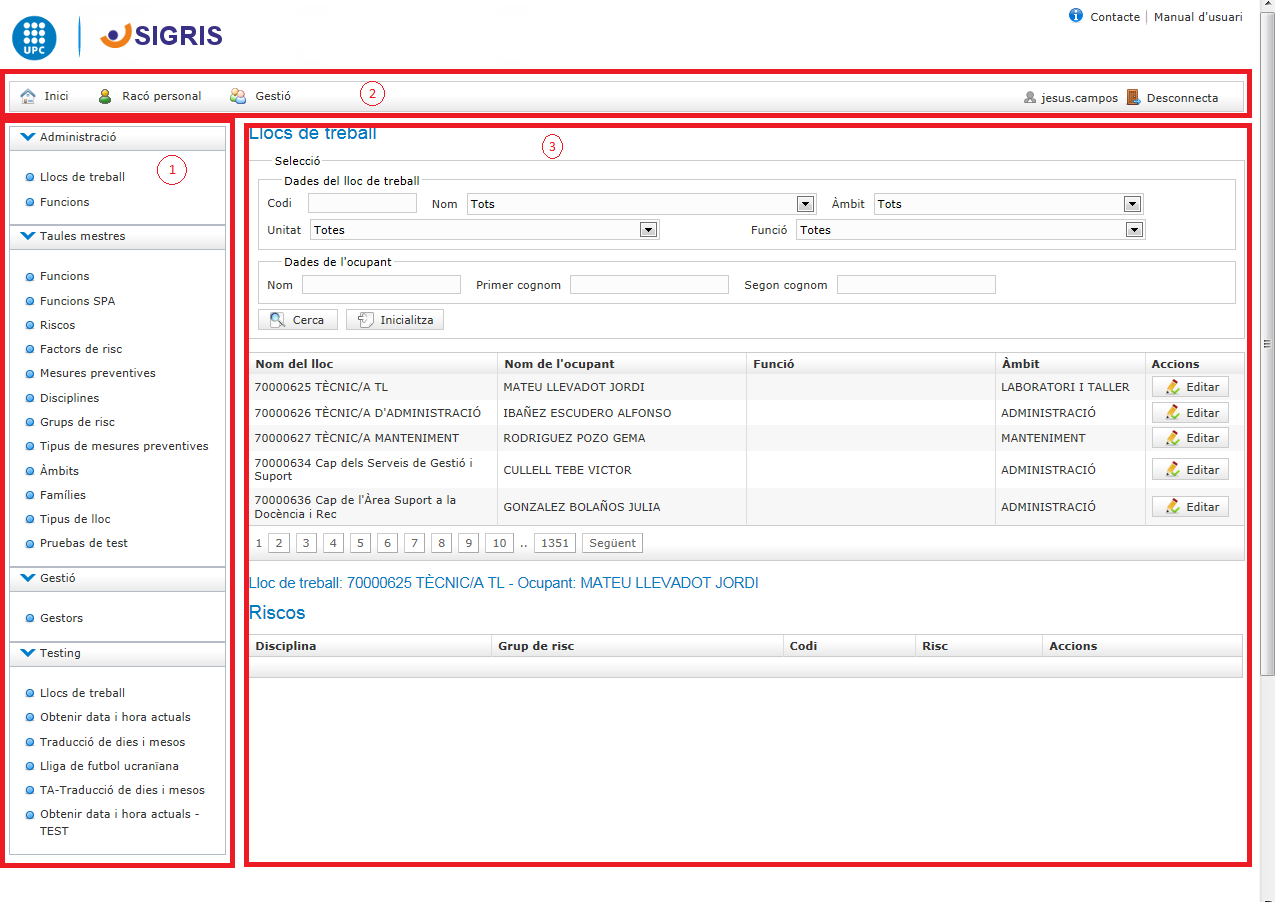 UPC
SIGRIS
Contacte
Manual d'usuari
Inici
Racó personal
Gestió
2
jesus.campos
Desconnecta
Administració
1
Llocs de treball
Funcions
Taules mestres
Funcions
Funcions SPA
Riscos
Factors de risc
Mesures preventives
Disciplines
Grups de risc
Tipus de mesures preventives
Àmbits
Famílies
Tipus de lloc
Pruebas de test
Gestió
Gestors
Testing
Llocs de treball
Obtenir data i hora actuals
Traducció de dies i mesos
Lliga de futbol ucraniana
TA-Traducció de dies i mesos
Obtenir data i hora actuals -
TEST
Llocs de treball
3
Selecció
Dades del lloc de treball
Codi
Nom Tots
Àmbit Tots
Unitat Totes
Funció Totes
Dades de l'ocupant
Nom
Primer cognom
Segon cognom
Cerca
Inicialitza
Nom del lloc Nom de l'ocupant Funció Àmbit Accions
70000625 TÈCNIC/A TL MATEU LLEVADOT JORDI LABORATORI I TALLER Editar
70000626 TÈCNIC/A D'ADMINISTRACIÓ IBAÑEZ ESCUDERO ALFONSO ADMINISTRACIÓ Editar
70000627 TÈCNIC/A MANTENIMENT RODRIGUEZ POZO GEMA MANTENIMENT Editar
70000634 Cap dels Serveis de Gestió i
Suport
CULLELL TEBE VICTOR ADMINISTRACIÓ Editar
70000636 Cap de l'Àrea Suport a la
Docència i Rec
GONZALEZ BOLAÑOS JULIA ADMINISTRACIÓ Editar
1 2 3 4 5 6 7 8 9 10 .. 1351 Següent
Lloc de treball: 70000625 TÈCNIC/A TL - Ocupant: MATEU LLEVADOT JORDI
Riscos
Disciplina Grup de risc Codi Risc Accions